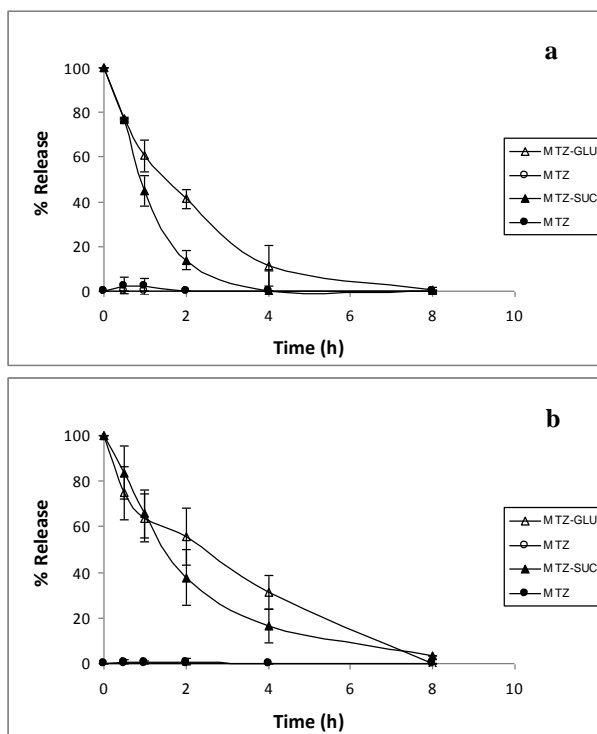 a
% Release
100
80
60
40
20
0
0 2 4 6 8 10
Time (h)
MTZ-GLU
MTZ
MTZ-SUC
MTZ
b
% Release
100
80
60
40
20
0
0 2 4 6 8 10
Time (h)
MTZ-GLU
MTZ
MTZ-SUC
MTZ